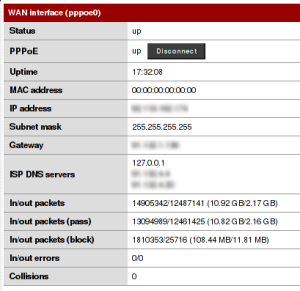 WAN interface (pppoe0)
Status up
PPPoE up Disconnect
Uptime 17:32:08
MAC address 00:00:00:00:00:00
IP address
Subnet mask 255.255.255.255
Gateway
ISP DNS servers 127.0.0.1
In/out packets 14905342/12487141 (10.92 GB/2.17 GB)
In/out packets (pass) 13094989/12461425 (10.82 GB/2.16 GB)
In/out packets (block) 1810353/25716 (108.44 MB/11.81 MB)
In/out errors 0/0
Collisions 0